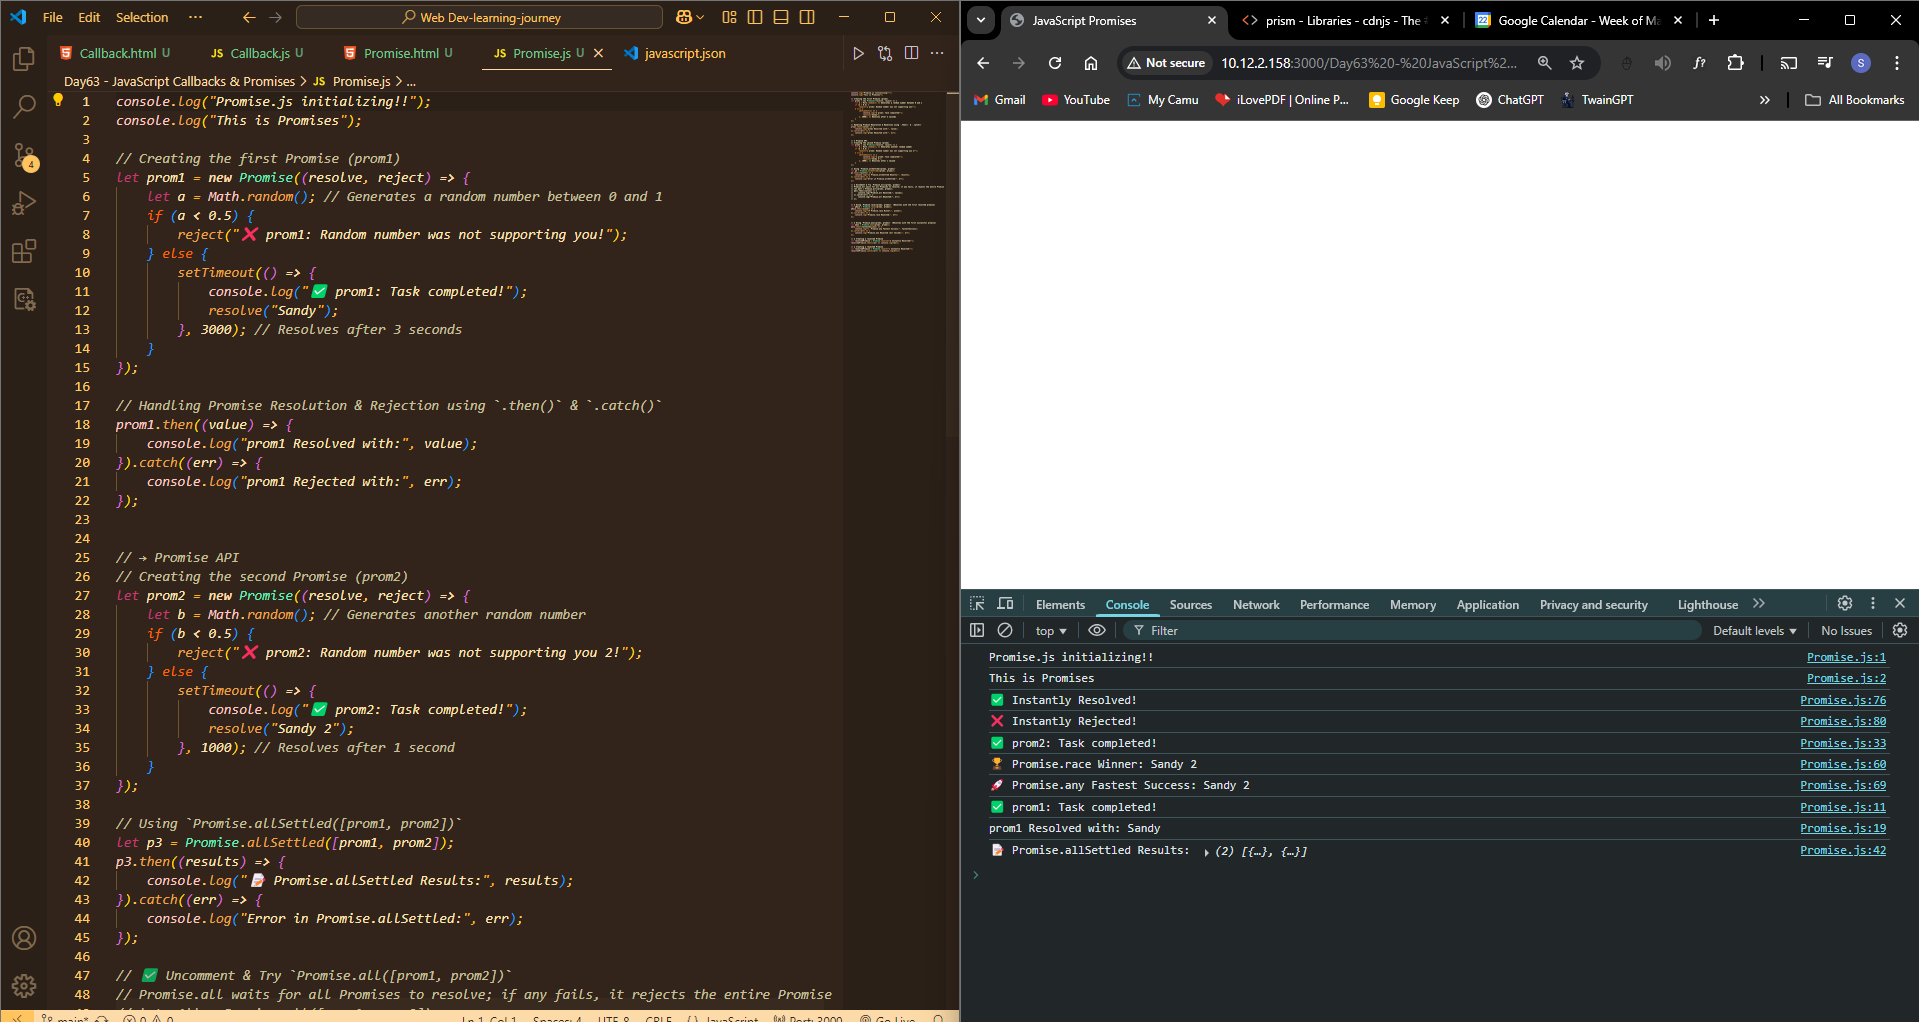 File Edit Selection ··· Web Dev-learning-journey
Callback.html U JS Callback.js U Promise.html U JS Promise.js U javascript.json
Day63 - JavaScript Callbacks & Promises > JS Promise.js > ...
1 console.log("Promise.js initializing!!");
2 console.log("This is Promises");
3
4 // Creating the first Promise (prom1)
5 let prom1 = new Promise((resolve, reject) => {
6 let a = Math.random(); // Generates a random number between 0 and 1
7 if (a < 0.5) {
8 reject("❌ prom1: Random number was not supporting you!");
9 } else {
10 setTimeout(() => {
11 console.log("✅ prom1: Task completed!");
12 resolve("Sandy");
13 }, 3000); // Resolves after 3 seconds
14 }
15 });
16
17 // Handling Promise Resolution & Rejection using `.then()` & `.catch()`
18 prom1.then((value) => {
19 console.log("prom1 Resolved with:", value);
20 }).catch((err) => {
21 console.log("prom1 Rejected with:", err);
22 });
23
24
25 // → Promise API
26 // Creating the second Promise (prom2)
27 let prom2 = new Promise((resolve, reject) => {
28 let b = Math.random(); // Generates another random number
29 if (b < 0.5) {
30 reject("❌ prom2: Random number was not supporting you 2!");
31 } else {
32 setTimeout(() => {
33 console.log("✅ prom2: Task completed!");
34 resolve("Sandy 2");
35 }, 1000); // Resolves after 1 second
36 }
37 });
38
39 // Using `Promise.allSettled([prom1, prom2])`
40 let p3 = Promise.allSettled([prom1, prom2]);
41 p3.then((results) => {
42 console.log("📝 Promise.allSettled Results:", results);
43 }).catch((err) => {
44 console.log("Error in Promise.allSettled:", err);
45 });
46
47 // ✅ Uncomment & Try `Promise.all([prom1, prom2])`
48 // Promise.all waits for all Promises to resolve; if any fails, it rejects the entire Promise
4
main* 0 0 Ln 1, Col 1 Spaces: 4 UTF-8 CRLF {} JavaScript Port: 3000 Go Live
JavaScript Promises prism - Libraries - cdnjs - The Google Calendar - Week of Ma
Not secure 10.12.2.158:3000/Day63%20-%20JavaScript%2... f? S
Gmail YouTube My Camu iLovePDF | Online P... Google Keep ChatGPT TwainGPT » All Bookmarks
Elements Console Sources Network Performance Memory Application Privacy and security Lighthouse »
top Filter Default levels No Issues
Promise.js initializing!! Promise.js:1
This is Promises Promise.js:2
✅ Instantly Resolved! Promise.js:76
❌ Instantly Rejected! Promise.js:80
✅ prom2: Task completed! Promise.js:33
🏆 Promise.race Winner: Sandy 2 Promise.js:60
🚀 Promise.any Fastest Success: Sandy 2 Promise.js:69
✅ prom1: Task completed! Promise.js:11
prom1 Resolved with: Sandy Promise.js:19
📝 Promise.allSettled Results: ▸ (2) [{…}, {…}] Promise.js:42